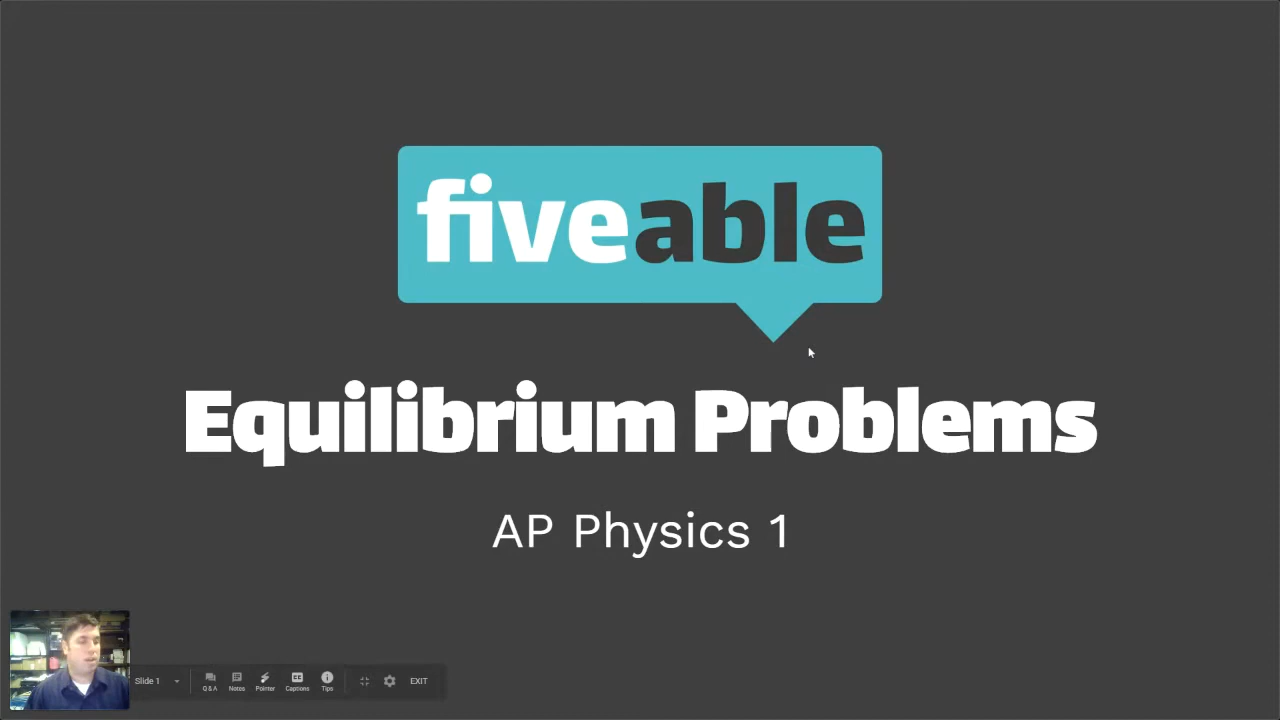 fiveable
Equilibrium Problems
AP Physics 1
Slide 1
Q&A
Notes
Pointer
Captions
Tips
EXIT